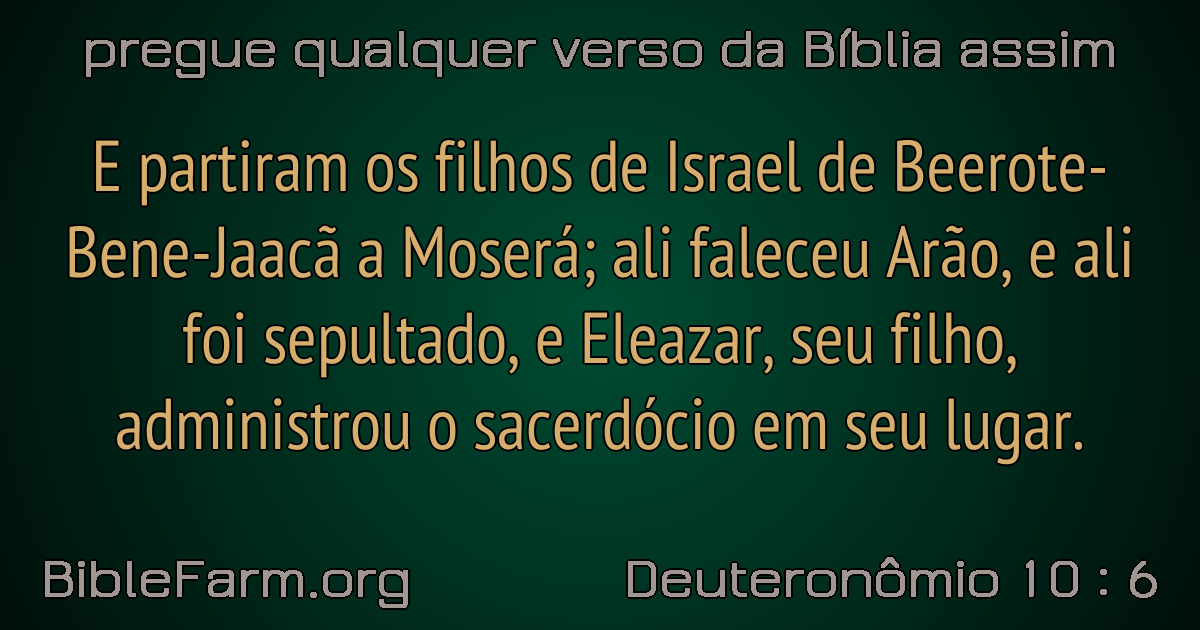 pregue qualquer verso da Bíblia assim
E partiram os filhos de Israel de Beerote-
Bene-Jaacã a Moserá; ali faleceu Arão, e ali
foi sepultado, e Eleazar, seu filho,
administrou o sacerdócio em seu lugar.
BibleFarm.org
Deuteronômio 10 : 6